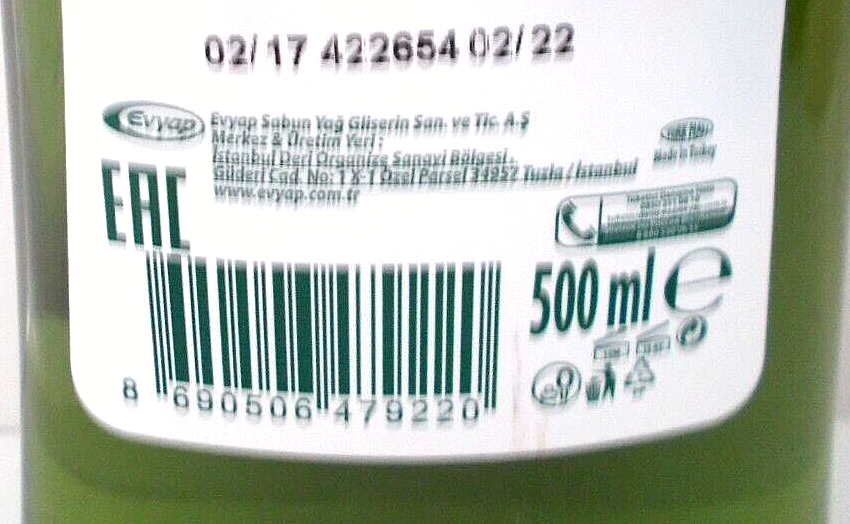 02/17 422654 02/22
Evyap
Evyap Sabun Yağ Gliserin San. ve Tic. A.Ş
Merkez & Üretim Yeri :
İstanbul Deri Organize Sanayi Bölgesi,
Güderi Cad. No: 1 X-1 Özel Parsel 34957 Tuzla / İstanbul
www.evyap.com.tr
Made in Turkey
EAC
500 ml e
8 690506 479220